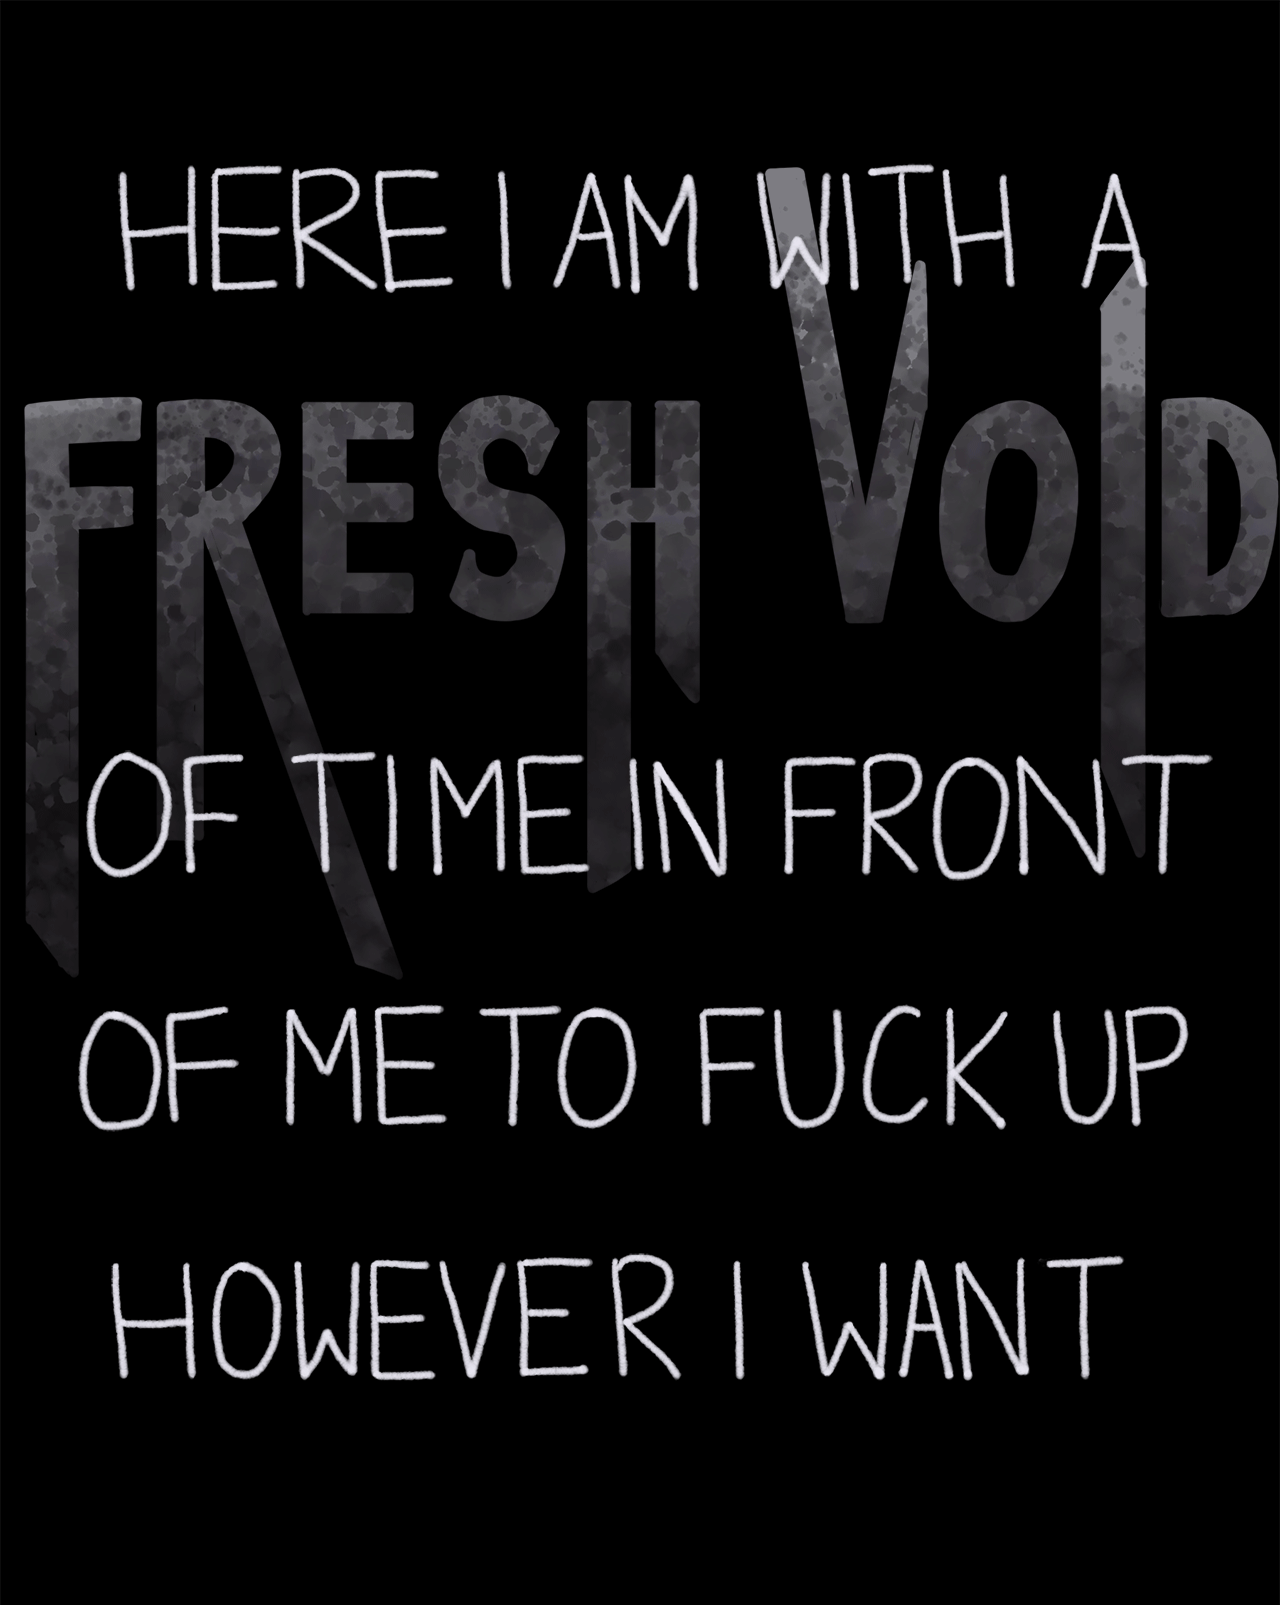 HERE I AM WITH A
FRESH VOID
OF TIME IN FRONT
OF ME TO FUCK UP
HOWEVER I WANT